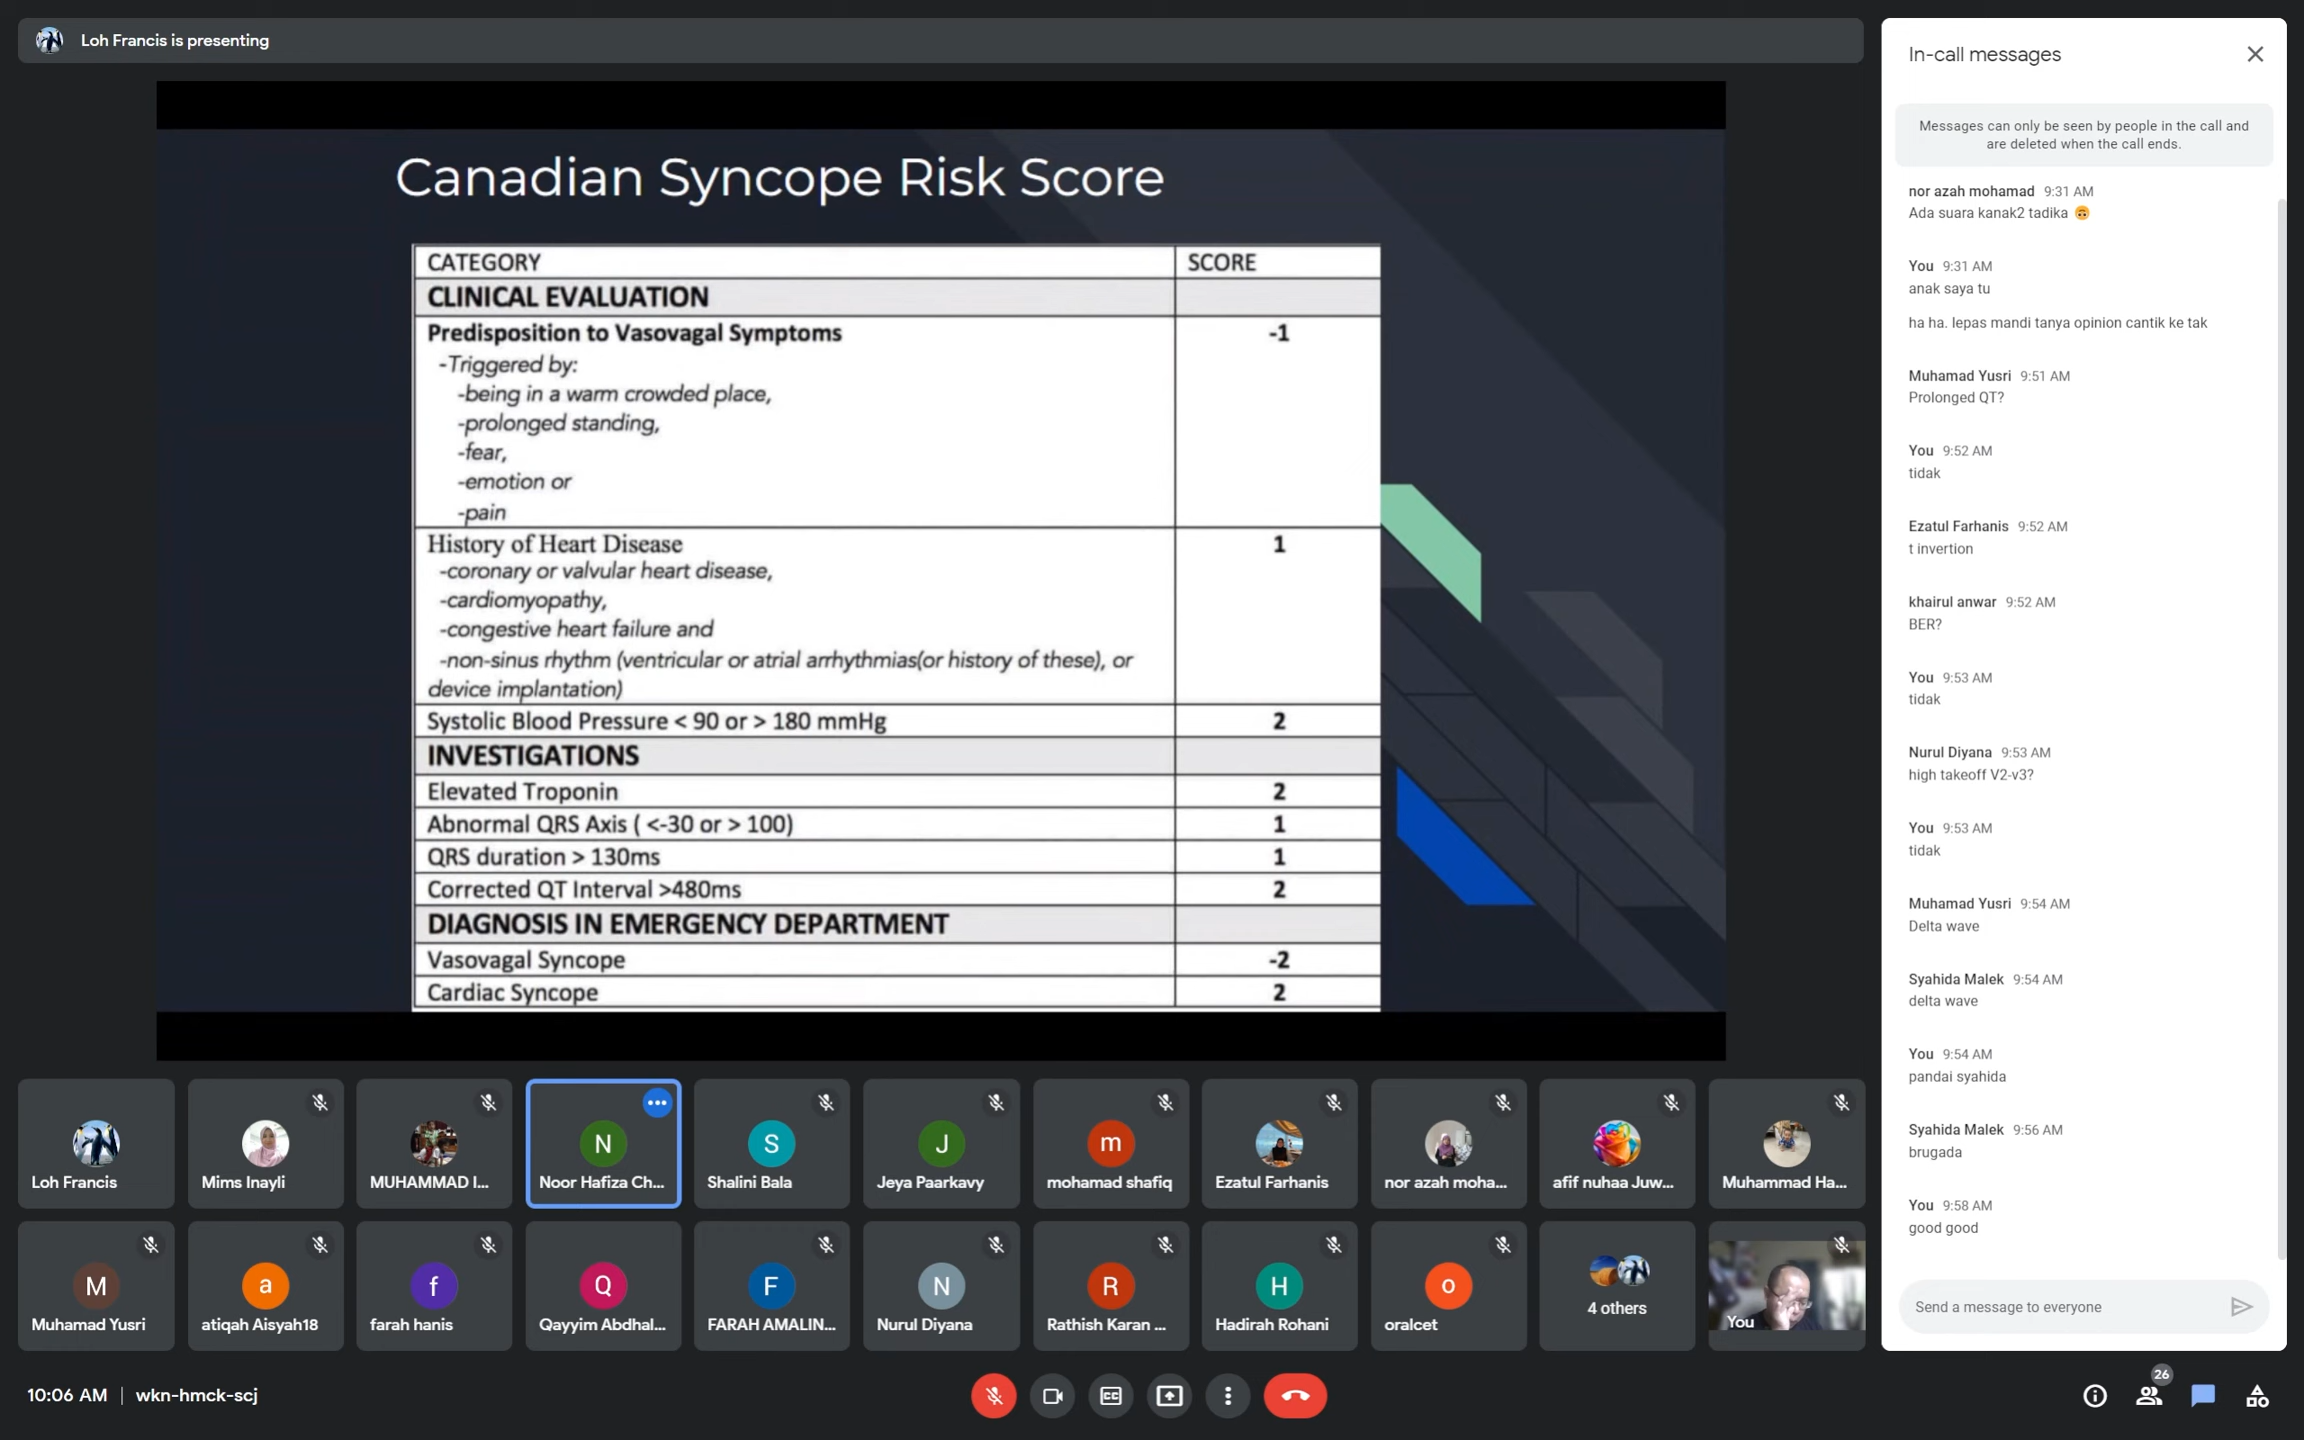 Loh Francis is presenting
Canadian Syncope Risk Score
CATEGORY SCORE
CLINICAL EVALUATION
Predisposition to Vasovagal Symptoms -1
-Triggered by:
-being in a warm crowded place,
-prolonged standing,
-fear,
-emotion or
-pain
History of Heart Disease 1
-coronary or valvular heart disease,
-cardiomyopathy,
-congestive heart failure and
-non-sinus rhythm (ventricular or atrial arrhythmias(or history of these), or
device implantation)
Systolic Blood Pressure < 90 or > 180 mmHg 2
INVESTIGATIONS
Elevated Troponin 2
Abnormal QRS Axis ( <-30 or > 100) 1
QRS duration > 130ms 1
Corrected QT Interval >480ms 2
DIAGNOSIS IN EMERGENCY DEPARTMENT
Vasovagal Syncope -2
Cardiac Syncope 2
Loh Francis
Mims Inayli
MUHAMMAD I...
N
Noor Hafiza Ch...
S
Shalini Bala
J
Jeya Paarkavy
m
mohamad shafiq
Ezatul Farhanis
nor azah moha...
afif nuhaa Juw...
Muhammad Ha...
M
Muhamad Yusri
a
atiqah Aisyah18
f
farah hanis
Q
Qayyim Abdhal...
F
FARAH AMALIN...
N
Nurul Diyana
R
Rathish Karan ...
H
Hadirah Rohani
o
oralcet
4 others
You
10:06 AM | wkn-hmck-scj
CC
26
In-call messages
Messages can only be seen by people in the call and
are deleted when the call ends.
nor azah mohamad 9:31 AM
Ada suara kanak2 tadika 🙃
You 9:31 AM
anak saya tu
ha ha. lepas mandi tanya opinion cantik ke tak
Muhamad Yusri 9:51 AM
Prolonged QT?
You 9:52 AM
tidak
Ezatul Farhanis 9:52 AM
t invertion
khairul anwar 9:52 AM
BER?
You 9:53 AM
tidak
Nurul Diyana 9:53 AM
high takeoff V2-v3?
You 9:53 AM
tidak
Muhamad Yusri 9:54 AM
Delta wave
Syahida Malek 9:54 AM
delta wave
You 9:54 AM
pandai syahida
Syahida Malek 9:56 AM
brugada
You 9:58 AM
good good
Send a message to everyone